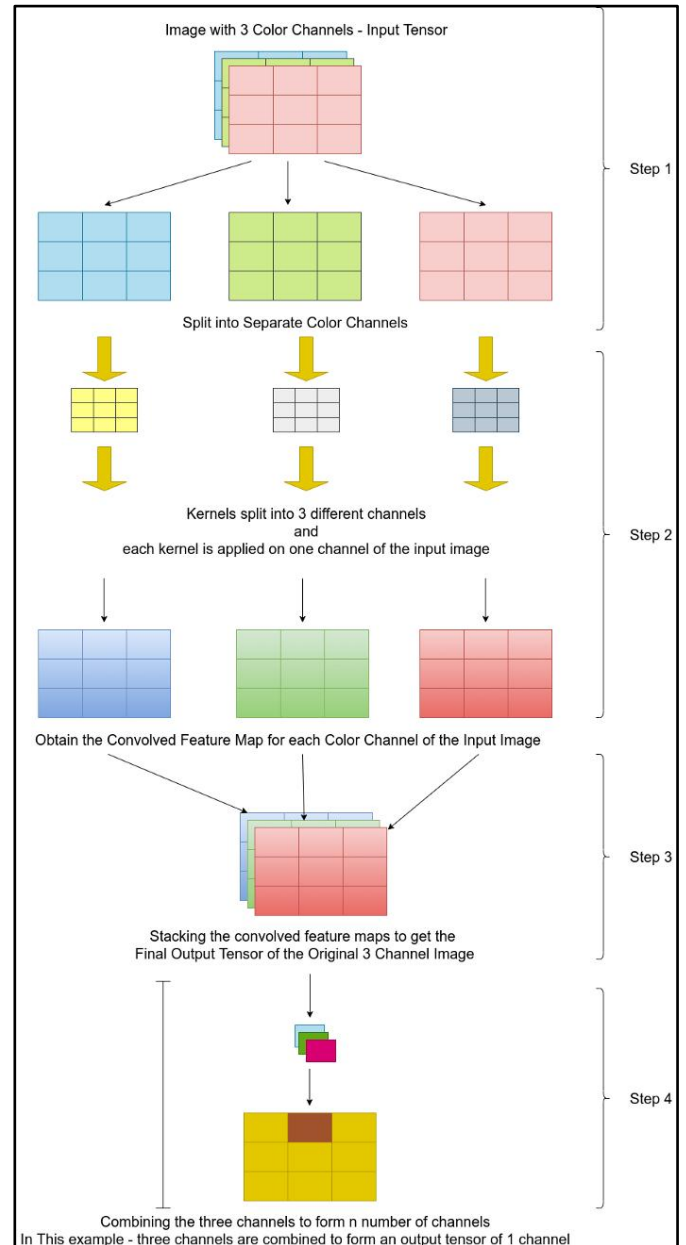 Image with 3 Color Channels - Input Tensor
Step 1
Split into Separate Color Channels
Kernels split into 3 different channels
and
each kernel is applied on one channel of the input image
Step 2
Obtain the Convolved Feature Map for each Color Channel of the Input Image
Step 3
Stacking the convolved feature maps to get the
Final Output Tensor of the Original 3 Channel Image
Step 4
Combining the three channels to form n number of channels
In This example - three channels are combined to form an output tensor of 1 channel